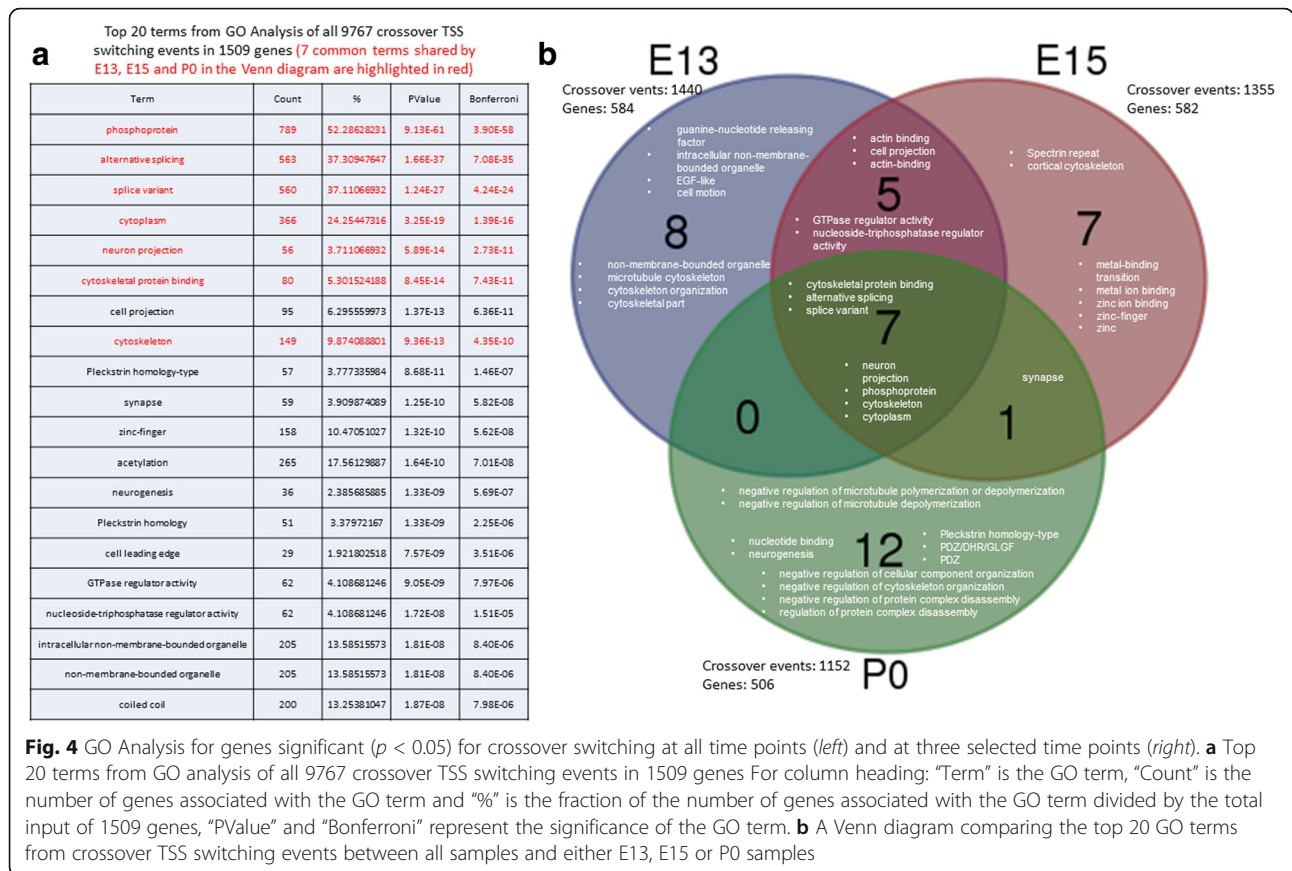 a
Top 20 terms from GO Analysis of all 9767 crossover TSS
switching events in 1509 genes (7 common terms shared by
E13, E15 and P0 in the Venn diagram are highlighted in red)
Term Count % PValue Bonferroni
phosphoprotein 789 52.28628231 9.13E-61 3.90E-58
alternative splicing 563 37.30947647 1.66E-37 7.08E-35
splice variant 560 37.11066932 1.24E-27 4.24E-24
cytoplasm 366 24.25447316 3.25E-19 1.39E-16
neuron projection 56 3.711066932 5.89E-14 2.73E-11
cytoskeletal protein binding 80 5.301524188 8.45E-14 7.43E-11
cell projection 95 6.295559973 1.37E-13 6.36E-11
cytoskeleton 149 9.874088801 9.36E-13 4.35E-10
Pleckstrin homology-type 57 3.777335984 8.68E-11 1.46E-07
synapse 59 3.909874089 1.25E-10 5.82E-08
zinc-finger 158 10.47051027 1.32E-10 5.62E-08
acetylation 265 17.56129887 1.64E-10 7.01E-08
neurogenesis 36 2.385685885 1.33E-09 5.69E-07
Pleckstrin homology 51 3.37972167 1.33E-09 2.25E-06
cell leading edge 29 1.921802518 7.57E-09 3.51E-06
GTPase regulator activity 62 4.108681246 9.05E-09 7.97E-06
nucleoside-triphosphatase regulator activity 62 4.108681246 1.72E-08 1.51E-05
intracellular non-membrane-bounded organelle 205 13.58515573 1.81E-08 8.40E-06
non-membrane-bounded organelle 205 13.58515573 1.81E-08 8.40E-06
coiled coil 200 13.25381047 1.87E-08 7.98E-06
b
E13
Crossover vents: 1440
Genes: 584
E15
Crossover events: 1355
Genes: 582
• guanine-nucleotide releasing
factor
• intracellular non-membrane-
bounded organelle
• EGF-like
• cell motion
8
• non-membrane-bounded organelle
• microtubule cytoskeleton
• cytoskeleton organization
• cytoskeletal part
• actin binding
• cell projection
• actin-binding
5
• GTPase regulator activity
• nucleoside-triphosphatase regulator
activity
• Spectrin repeat
• cortical cytoskeleton
7
• metal-binding
transition
• metal ion binding
• zinc ion binding
• zinc-finger
• zinc
• cytoskeletal protein binding
• alternative splicing
• splice variant
7
• neuron
projection
• phosphoprotein
• cytoskeleton
• cytoplasm
0
synapse
1
• negative regulation of microtubule polymerization or depolymerization
• negative regulation of microtubule depolymerization
• nucleotide binding
• neurogenesis
12
• Pleckstrin homology-type
• PDZ/DHR/GLGF
• PDZ
• negative regulation of cellular component organization
• negative regulation of cytoskeleton organization
• negative regulation of protein complex disassembly
• regulation of protein complex disassembly
Crossover events: 1152
Genes: 506
P0
Fig. 4 GO Analysis for genes significant (p < 0.05) for crossover switching at all time points (left) and at three selected time points (right). a Top
20 terms from GO analysis of all 9767 crossover TSS switching events in 1509 genes For column heading: “Term” is the GO term, “Count” is the
number of genes associated with the GO term and “%” is the fraction of the number of genes associated with the GO term divided by the total
input of 1509 genes, “PValue” and “Bonferroni” represent the significance of the GO term. b A Venn diagram comparing the top 20 GO terms
from crossover TSS switching events between all samples and either E13, E15 or P0 samples